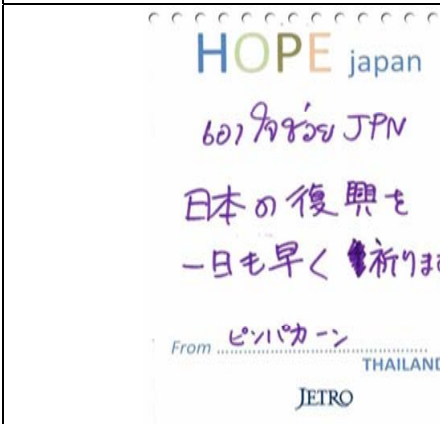 HOPE japan
เอาใจช่วย JPN
日本の復興を
一日も早く 祈りま
From ピンパカーン
THAILAND
JETRO